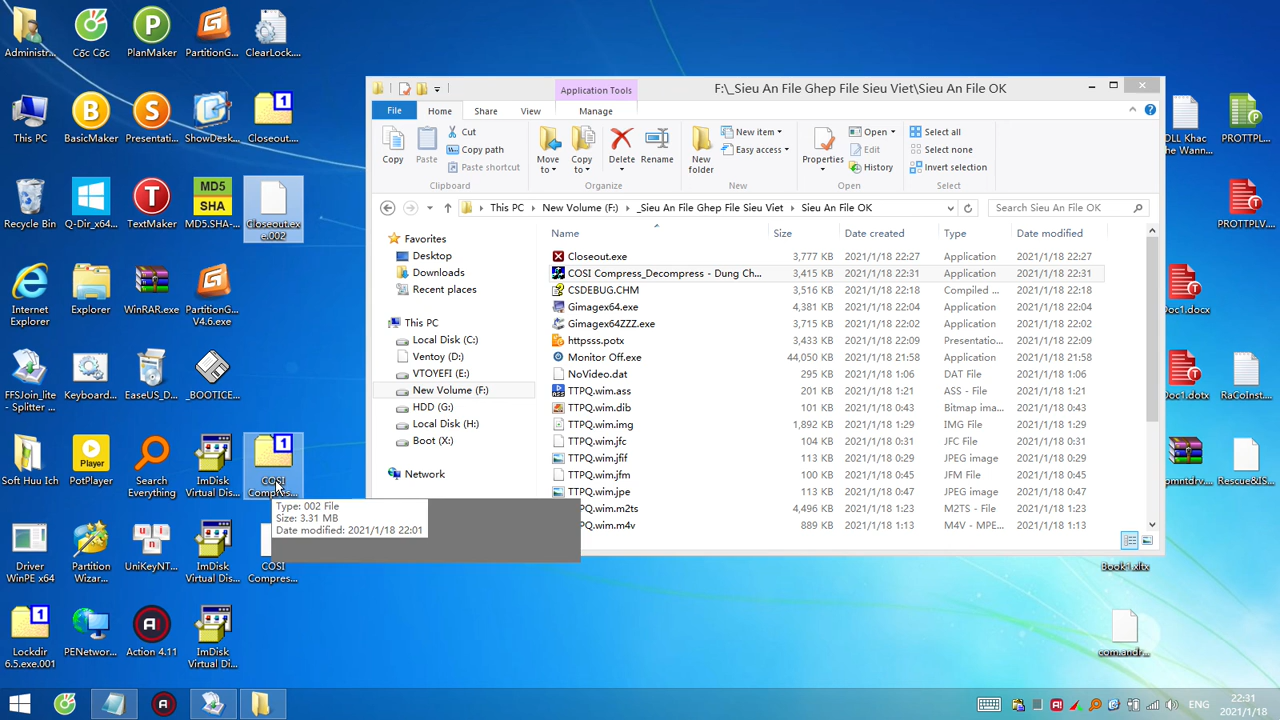 Administr...
Cốc Cốc
PlanMaker
PartitionG...
ClearLock....
This PC
BasicMaker
Presentati...
ShowDesk...
Closeout...
Recycle Bin
Q-Dir_x64...
TextMaker
MD5
SHA
MD5.SHA-...
Closeout.ex
e.002
Internet
Explorer
Explorer
WinRAR.exe
PartitionG...
V4.6.exe
FFSJoin_lite
- Splitter ...
Keyboard...
EaseUS_D...
_BOOTICE...
Soft Huu Ich
Player
PotPlayer
Search
Everything
ImDisk
Virtual Dis...
COSI
Compres...
Driver
WinPE x64
Partition
Wizar...
UniKeyNT...
ImDisk
Virtual Dis...
COSI
Compres...
Lockdir
6.5.exe.001
PENetwor...
Action 4.11
ImDisk
Virtual Di...
Type: 002 File
Size: 3.31 MB
Date modified: 2021/1/18 22:01
Application Tools
F:\_Sieu An File Ghep File Sieu Viet\Sieu An File OK
File
Home
Share
View
Manage
Copy
Paste
Cut
Copy path
Paste shortcut
Clipboard
Move
to
Copy
to
Delete
Rename
Organize
New
folder
New item
Easy access
New
Properties
Open
Edit
History
Open
Select all
Select none
Invert selection
Select
This PC
New Volume (F:)
_Sieu An File Ghep File Sieu Viet
Sieu An File OK
Search Sieu An File OK
Favorites
Desktop
Downloads
Recent places
This PC
Local Disk (C:)
Ventoy (D:)
VTOYEFI (E:)
New Volume (F:)
HDD (G:)
Local Disk (H:)
Boot (X:)
Network
Name Size Date created Type Date modified
Closeout.exe 3,777 KB 2021/1/18 22:27 Application 2021/1/18 22:27
COSI Compress_Decompress - Dung Ch... 3,415 KB 2021/1/18 22:31 Application 2021/1/18 22:31
CSDEBUG.CHM 3,516 KB 2021/1/18 22:18 Compiled ... 2021/1/18 22:18
Gimagex64.exe 4,381 KB 2021/1/18 22:04 Application 2021/1/18 22:04
Gimagex64ZZZ.exe 3,715 KB 2021/1/18 22:02 Application 2021/1/18 22:02
httpsss.potx 3,433 KB 2021/1/18 22:09 Presentatio... 2021/1/18 22:09
Monitor Off.exe 44,050 KB 2021/1/18 21:58 Application 2021/1/18 21:58
NoVideo.dat 295 KB 2021/1/18 1:06 DAT File 2021/1/18 1:06
TTPQ.wim.ass 201 KB 2021/1/18 1:21 ASS - File 2021/1/18 1:21
TTPQ.wim.dib 101 KB 2021/1/18 0:43 Bitmap ima... 2021/1/18 0:43
TTPQ.wim.img 1,892 KB 2021/1/18 1:29 IMG File 2021/1/18 1:29
TTPQ.wim.jfc 104 KB 2021/1/18 0:31 JFC File 2021/1/18 0:31
TTPQ.wim.jfif 113 KB 2021/1/18 0:42 JPEG image 2021/1/18 0:42
TTPQ.wim.jfm 104 KB 2021/1/18 0:45 JFM File 2021/1/18 0:45
TTPQ.wim.jpe 113 KB 2021/1/18 0:47 JPEG image 2021/1/18 0:47
TTPQ.wim.m2ts 4,496 KB 2021/1/18 1:23 M2TS - File 2021/1/18 1:23
TTPQ.wim.m4v 889 KB 2021/1/18 1:13 M4V - MPE... 2021/1/18 1:13
OLL Khac
The Wann...
PROTTPL...
PROTTPLV...
Doc1.docx
Doc1.dotx
RaCoInst...
pmntdrv...
Rescue&IS...
Book1.xltx
com.andr...
ENG
22:31
2021/1/18